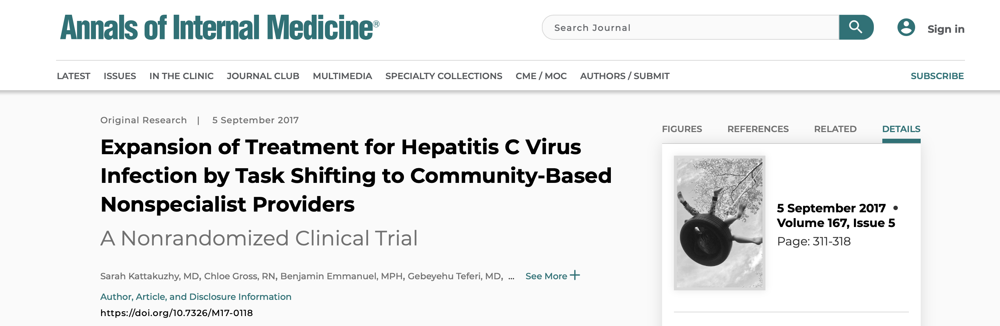 Annals of Internal Medicine®
Search Journal
Sign in
LATEST ISSUES IN THE CLINIC JOURNAL CLUB MULTIMEDIA SPECIALTY COLLECTIONS CME / MOC AUTHORS / SUBMIT SUBSCRIBE
Original Research | 5 September 2017
Expansion of Treatment for Hepatitis C Virus
Infection by Task Shifting to Community-Based
Nonspecialist Providers
A Nonrandomized Clinical Trial
Sarah Kattakuzhy, MD, Chloe Gross, RN, Benjamin Emmanuel, MPH, Gebeyehu Teferi, MD, ... See More +
Author, Article, and Disclosure Information
https://doi.org/10.7326/M17-0118
FIGURES REFERENCES RELATED DETAILS
5 September 2017 •
Volume 167, Issue 5
Page: 311-318